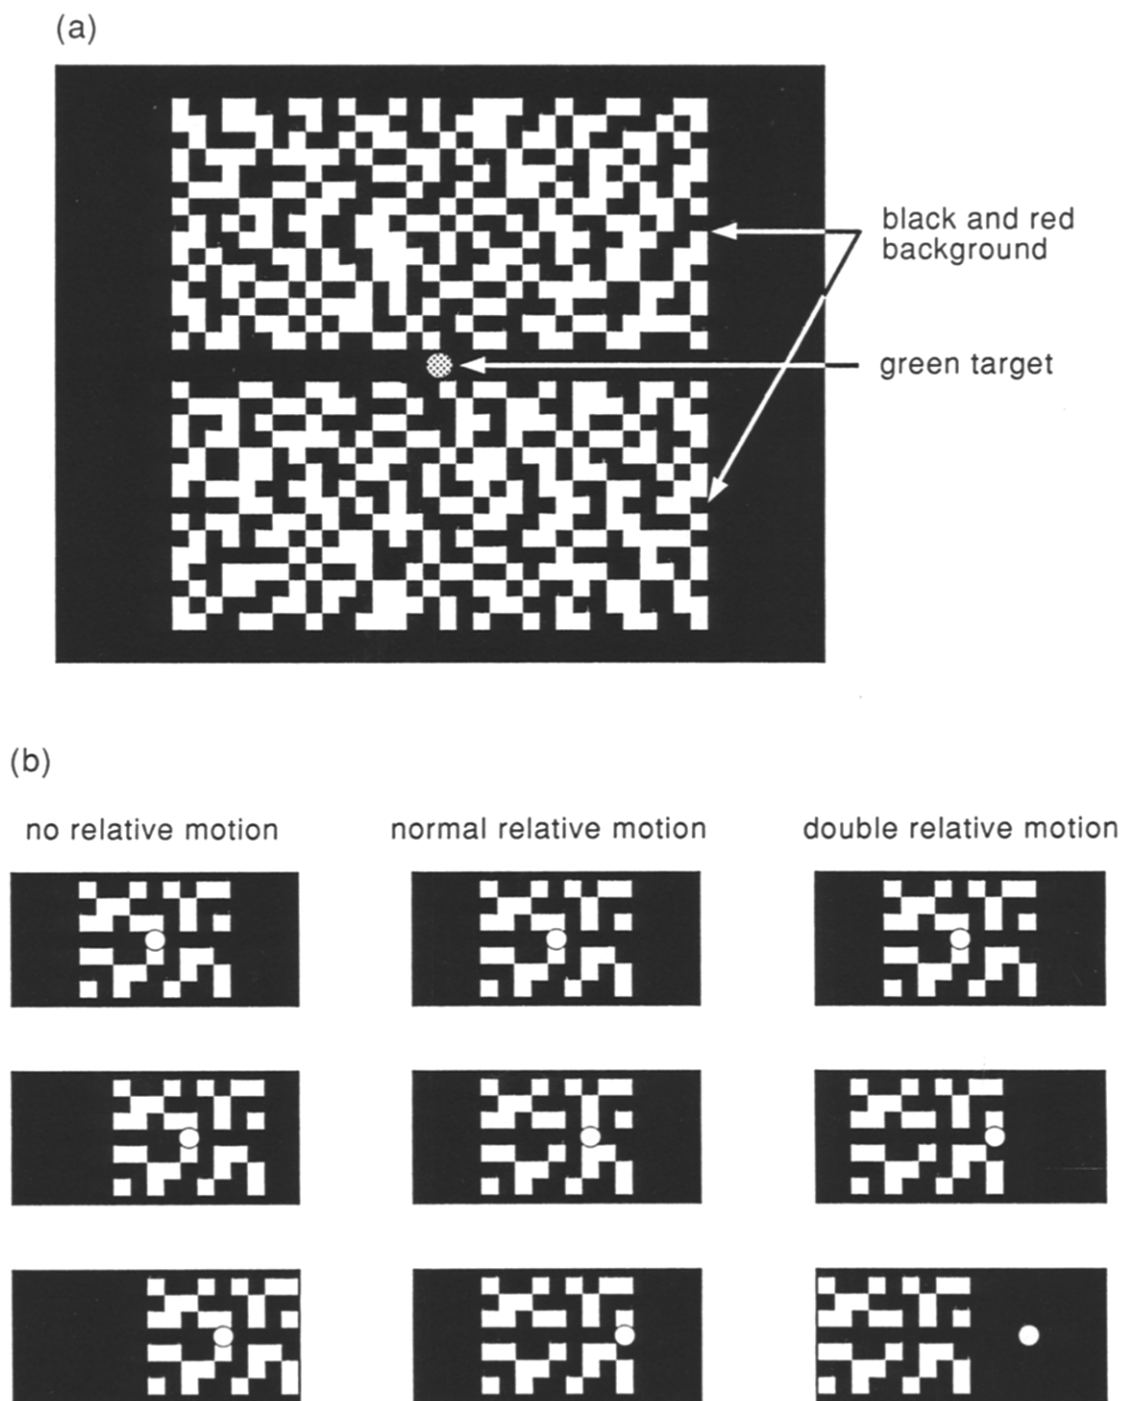 (a)
black and red
background
green target
(b)
no relative motion
normal relative motion
double relative motion